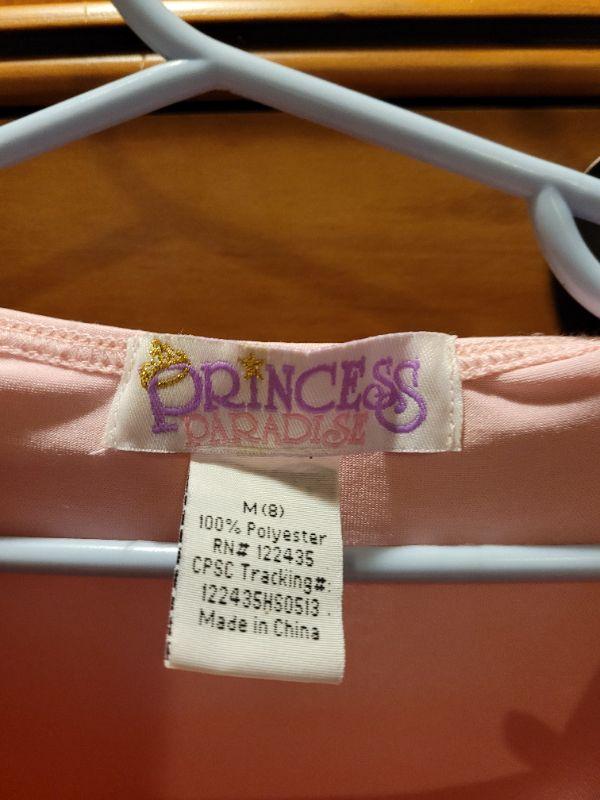 PRINCESS
PARADISE
M (8)
100% Polyester
RN# 122435
CPSC Tracking#:
122435HS0513
Made in China